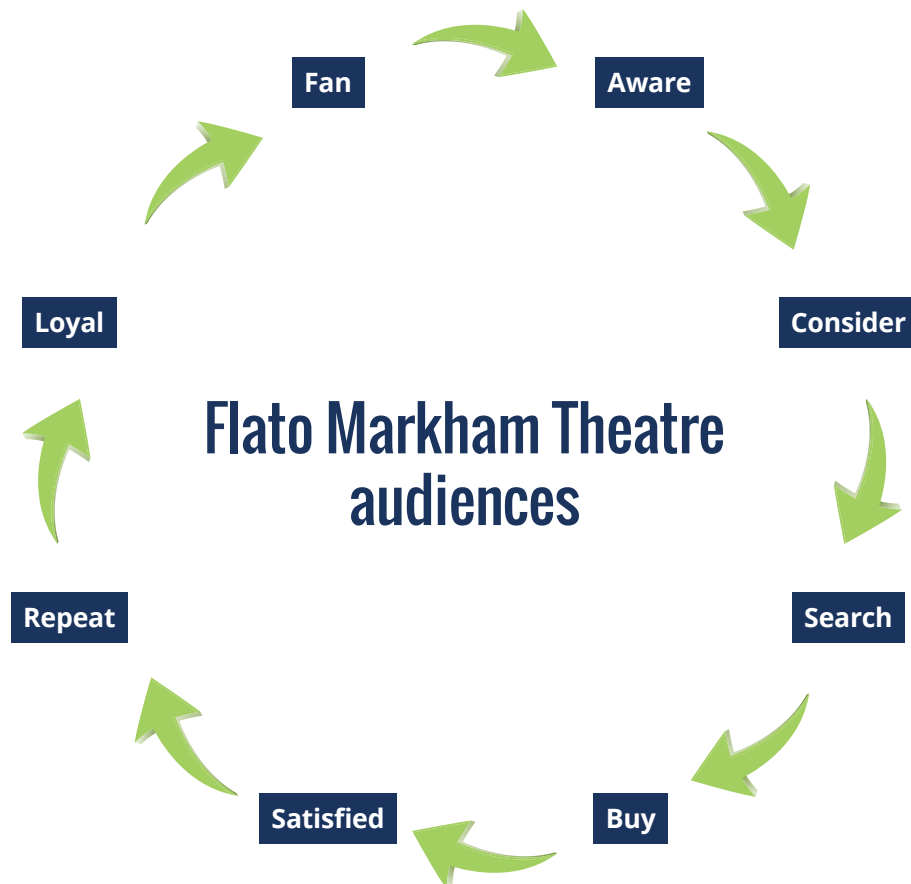 Fan
Aware
Consider
Search
Buy
Satisfied
Repeat
Loyal
Flato Markham Theatre
audiences